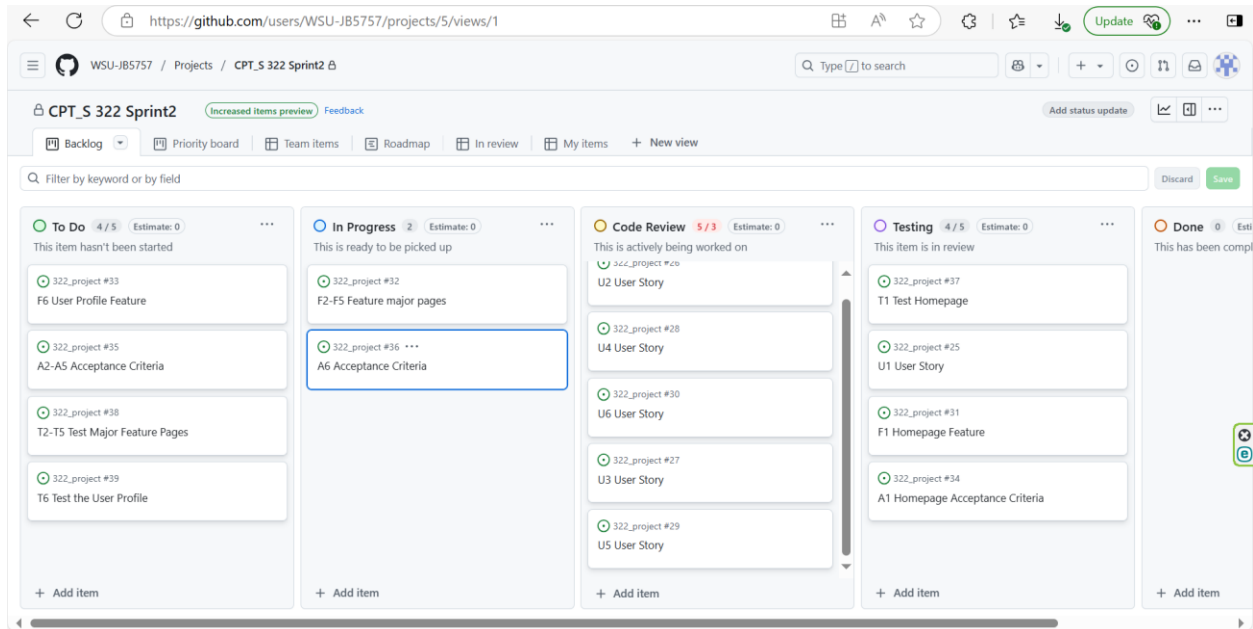 https://github.com/users/WSU-JB5757/projects/5/views/1
Update
WSU-JB5757 / Projects / CPT_S 322 Sprint2
Type / to search
CPT_S 322 Sprint2
Increased items preview
Feedback
Add status update
Backlog
Priority board
Team items
Roadmap
In review
My items
+ New view
Filter by keyword or by field
Discard
Save
To Do 4 / 5 Estimate: 0
This item hasn't been started
322_project #33
F6 User Profile Feature
322_project #35
A2-A5 Acceptance Criteria
322_project #38
T2-T5 Test Major Feature Pages
322_project #39
T6 Test the User Profile
+ Add item
In Progress 2 Estimate: 0
This is ready to be picked up
322_project #32
F2-F5 Feature major pages
322_project #36
A6 Acceptance Criteria
+ Add item
Code Review 5 / 3 Estimate: 0
This is actively being worked on
322_project #26
U2 User Story
322_project #28
U4 User Story
322_project #30
U6 User Story
322_project #27
U3 User Story
322_project #29
U5 User Story
+ Add item
Testing 4 / 5 Estimate: 0
This item is in review
322_project #37
T1 Test Homepage
322_project #25
U1 User Story
322_project #31
F1 Homepage Feature
322_project #34
A1 Homepage Acceptance Criteria
+ Add item
Done 0 Esti
This has been compl
+ Add item